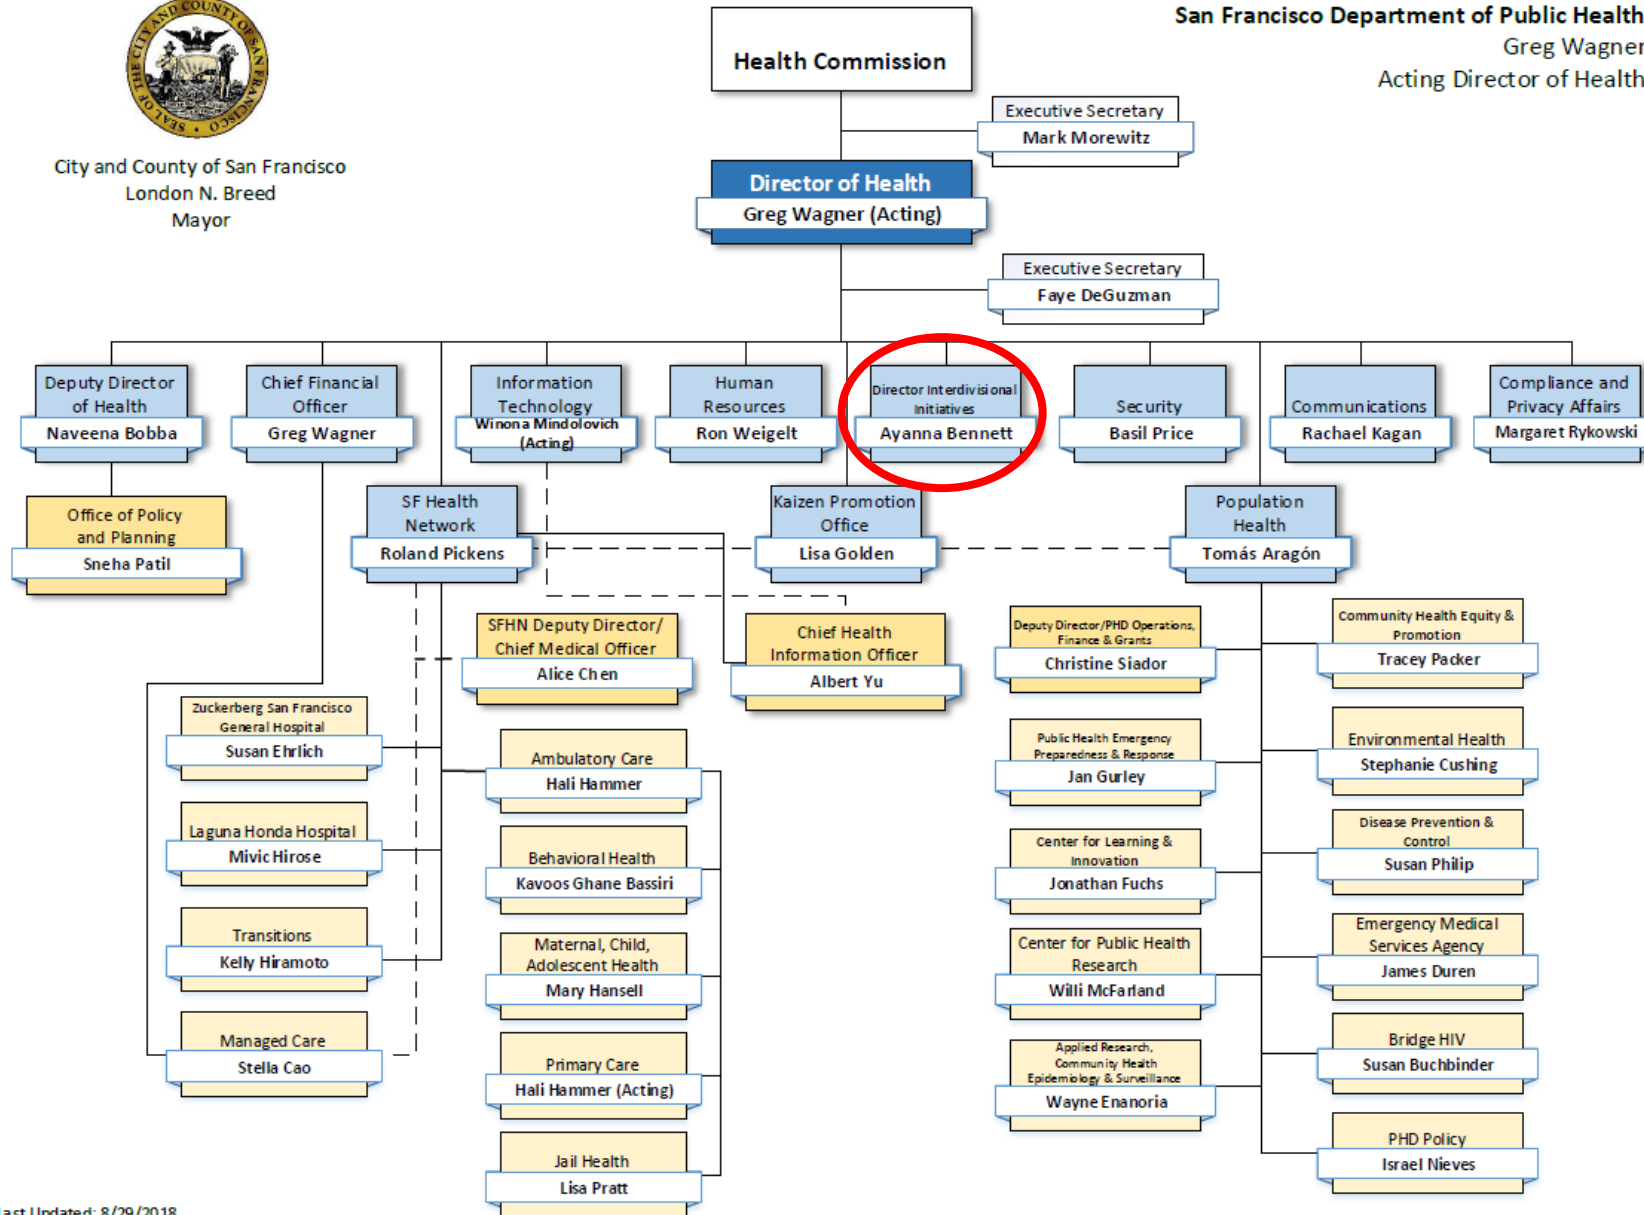 SEAL OF THE CITY AND COUNTY OF SAN FRANCISCO
City and County of San Francisco
London N. Breed
Mayor
San Francisco Department of Public Health
Greg Wagner
Acting Director of Health
Health Commission
Executive Secretary
Mark Morewitz
Director of Health
Greg Wagner (Acting)
Executive Secretary
Faye DeGuzman
Deputy Director
of Health
Naveena Bobba
Chief Financial
Officer
Greg Wagner
Information
Technology
Winona Mindolovich
(Acting)
Human
Resources
Ron Weigelt
Director Interdivisional
Initiatives
Ayanna Bennett
Security
Basil Price
Communications
Rachael Kagan
Compliance and
Privacy Affairs
Margaret Rykowski
Office of Policy
and Planning
Sneha Patil
SF Health
Network
Roland Pickens
Kaizen Promotion
Office
Lisa Golden
Population
Health
Tomás Aragón
SFHN Deputy Director/
Chief Medical Officer
Alice Chen
Chief Health
Information Officer
Albert Yu
Zuckerberg San Francisco
General Hospital
Susan Ehrlich
Laguna Honda Hospital
Mivic Hirose
Transitions
Kelly Hiramoto
Managed Care
Stella Cao
Ambulatory Care
Hali Hammer
Behavioral Health
Kavoos Ghane Bassiri
Maternal, Child,
Adolescent Health
Mary Hansell
Primary Care
Hali Hammer (Acting)
Jail Health
Lisa Pratt
Deputy Director/PHD Operations,
Finance & Grants
Christine Siador
Public Health Emergency
Preparedness & Response
Jan Gurley
Center for Learning &
Innovation
Jonathan Fuchs
Center for Public Health
Research
Willi McFarland
Applied Research,
Community Health
Epidemiology & Surveillance
Wayne Enanoria
Community Health Equity &
Promotion
Tracey Packer
Environmental Health
Stephanie Cushing
Disease Prevention &
Control
Susan Philip
Emergency Medical
Services Agency
James Duren
Bridge HIV
Susan Buchbinder
PHD Policy
Israel Nieves
Last Updated: 8/29/2018